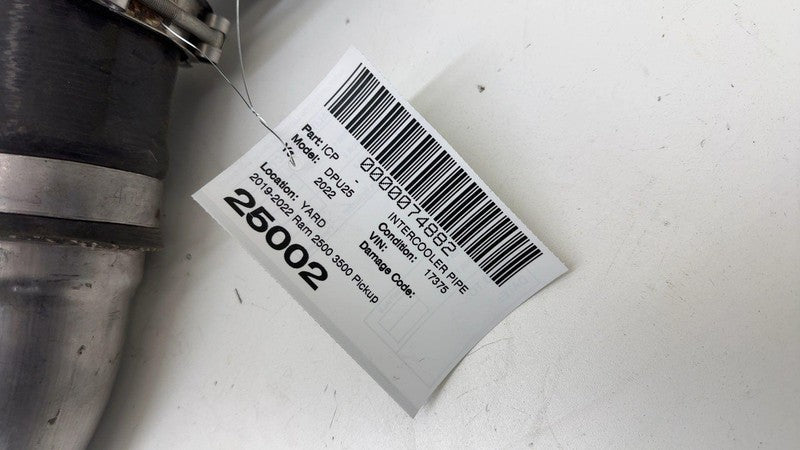 0000074882
Part: ICP - INTERCOOLER PIPE
Model: DPU25 Condition: 17375
2022 VIN:
Damage Code:
Location: YARD
2019-2022 Ram 2500 3500 Pickup
25002